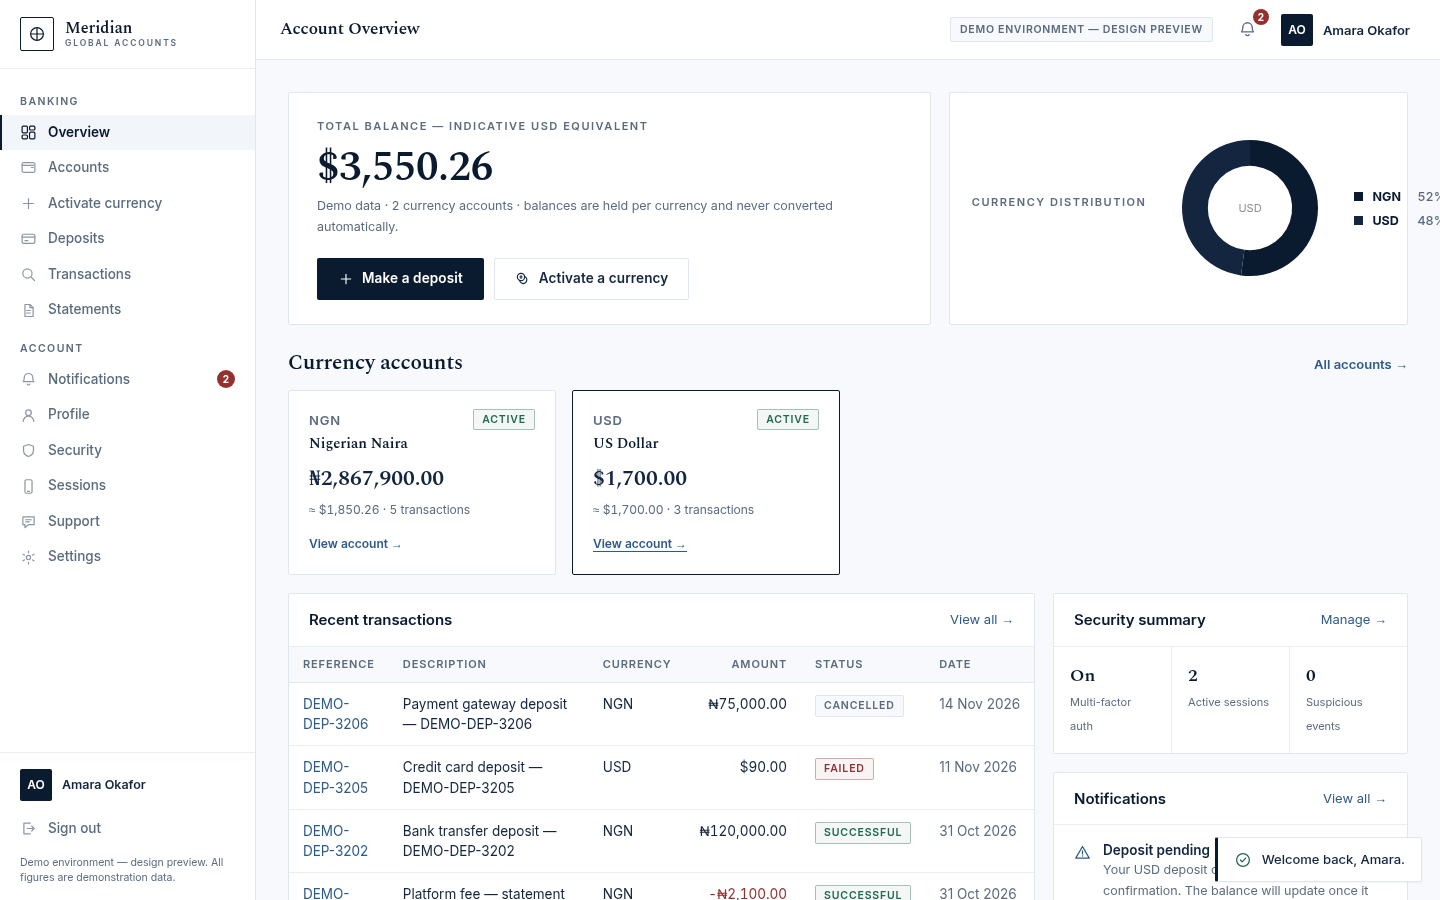 Meridian
GLOBAL ACCOUNTS
BANKING
Overview
Accounts
Activate currency
Deposits
Transactions
Statements
ACCOUNT
Notifications 2
Profile
Security
Sessions
Support
Settings
AO Amara Okafor
Sign out
Demo environment — design preview. All
figures are demonstration data.
Account Overview
DEMO ENVIRONMENT — DESIGN PREVIEW
2
AO Amara Okafor
TOTAL BALANCE — INDICATIVE USD EQUIVALENT
$3,550.26
Demo data · 2 currency accounts · balances are held per currency and never converted
automatically.
Make a deposit
Activate a currency
CURRENCY DISTRIBUTION
USD
NGN 52%
USD 48%
Currency accounts
All accounts →
NGN ACTIVE
Nigerian Naira
₦2,867,900.00
≈ $1,850.26 · 5 transactions
View account →
USD ACTIVE
US Dollar
$1,700.00
≈ $1,700.00 · 3 transactions
View account →
Recent transactions View all →
REFERENCE DESCRIPTION CURRENCY AMOUNT STATUS DATE
DEMO- Payment gateway deposit NGN ₦75,000.00 CANCELLED 14 Nov 2026
DEP-3206 — DEMO-DEP-3206
DEMO- Credit card deposit — USD $90.00 FAILED 11 Nov 2026
DEP-3205 DEMO-DEP-3205
DEMO- Bank transfer deposit — NGN ₦120,000.00 SUCCESSFUL 31 Oct 2026
DEP-3202 DEMO-DEP-3202
DEMO- Platform fee — statement NGN -₦2,100.00 SUCCESSFUL 31 Oct 2026
Security summary Manage →
On
Multi-factor
auth
2
Active sessions
0
Suspicious
events
Notifications View all →
Deposit pending
Your USD deposit
confirmation. The balance will update once it
Welcome back, Amara.